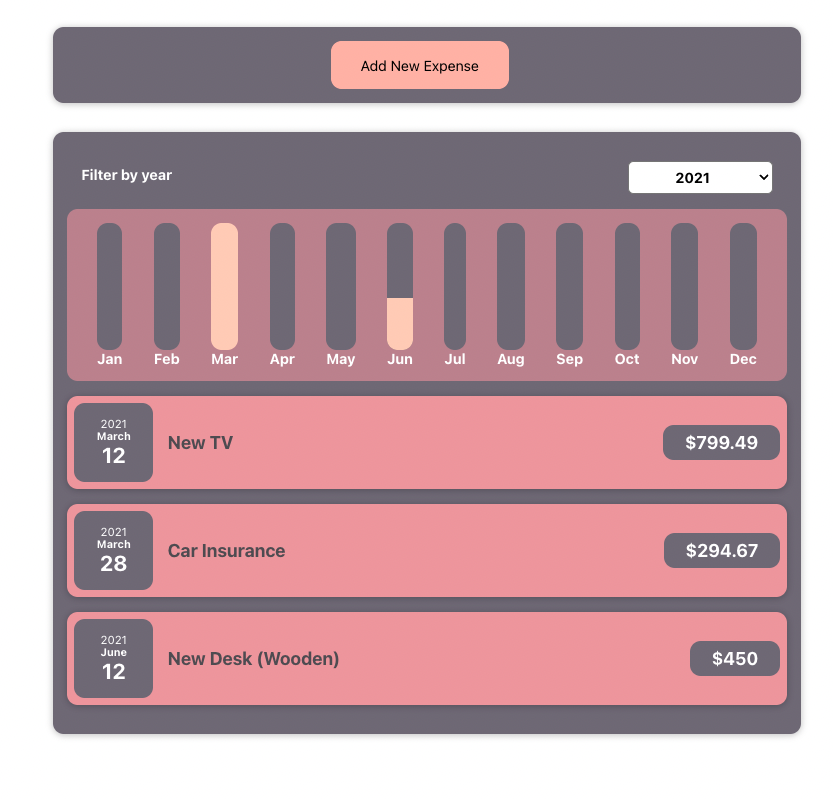 Add New Expense
Filter by year
2021
Jan Feb Mar Apr May Jun Jul Aug Sep Oct Nov Dec
2021
March
12
New TV
$799.49
2021
March
28
Car Insurance
$294.67
2021
June
12
New Desk (Wooden)
$450